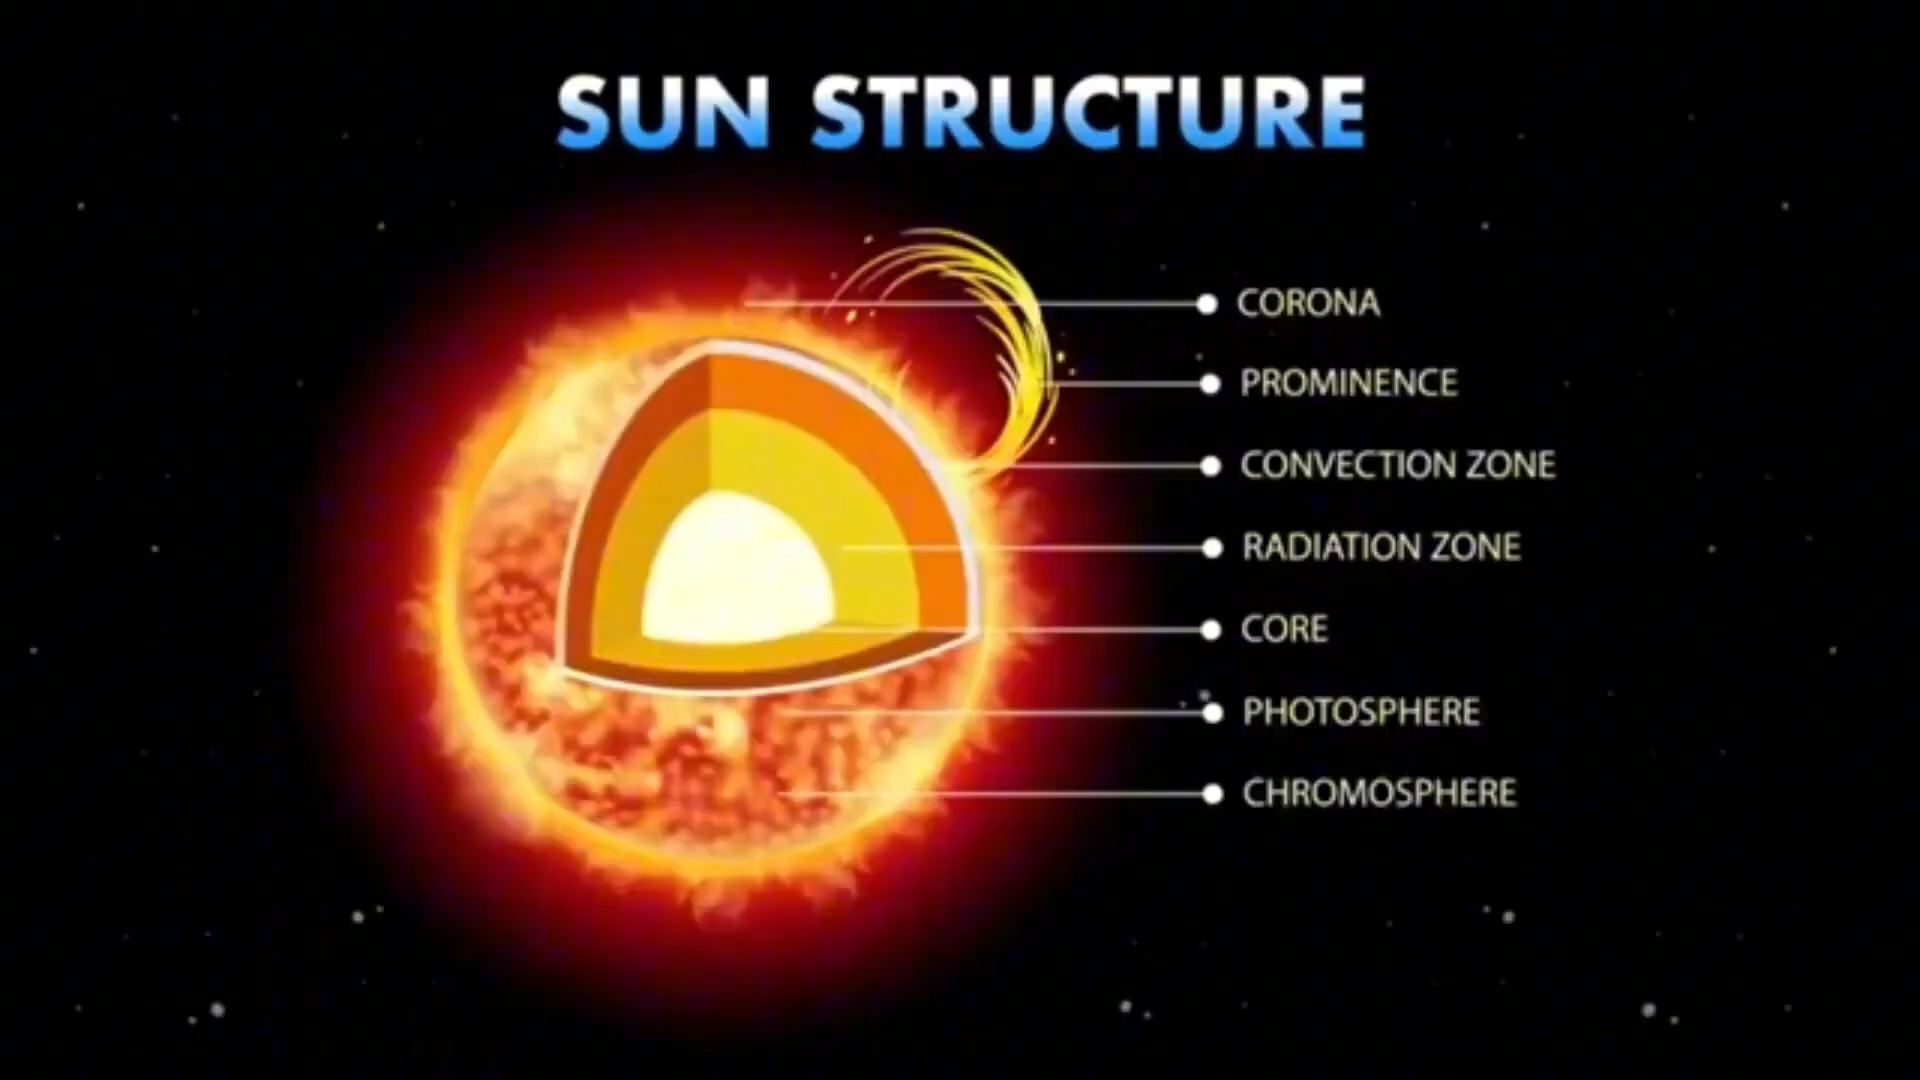 SUN STRUCTURE
CORONA
PROMINENCE
CONVECTION ZONE
RADIATION ZONE
CORE
PHOTOSPHERE
CHROMOSPHERE